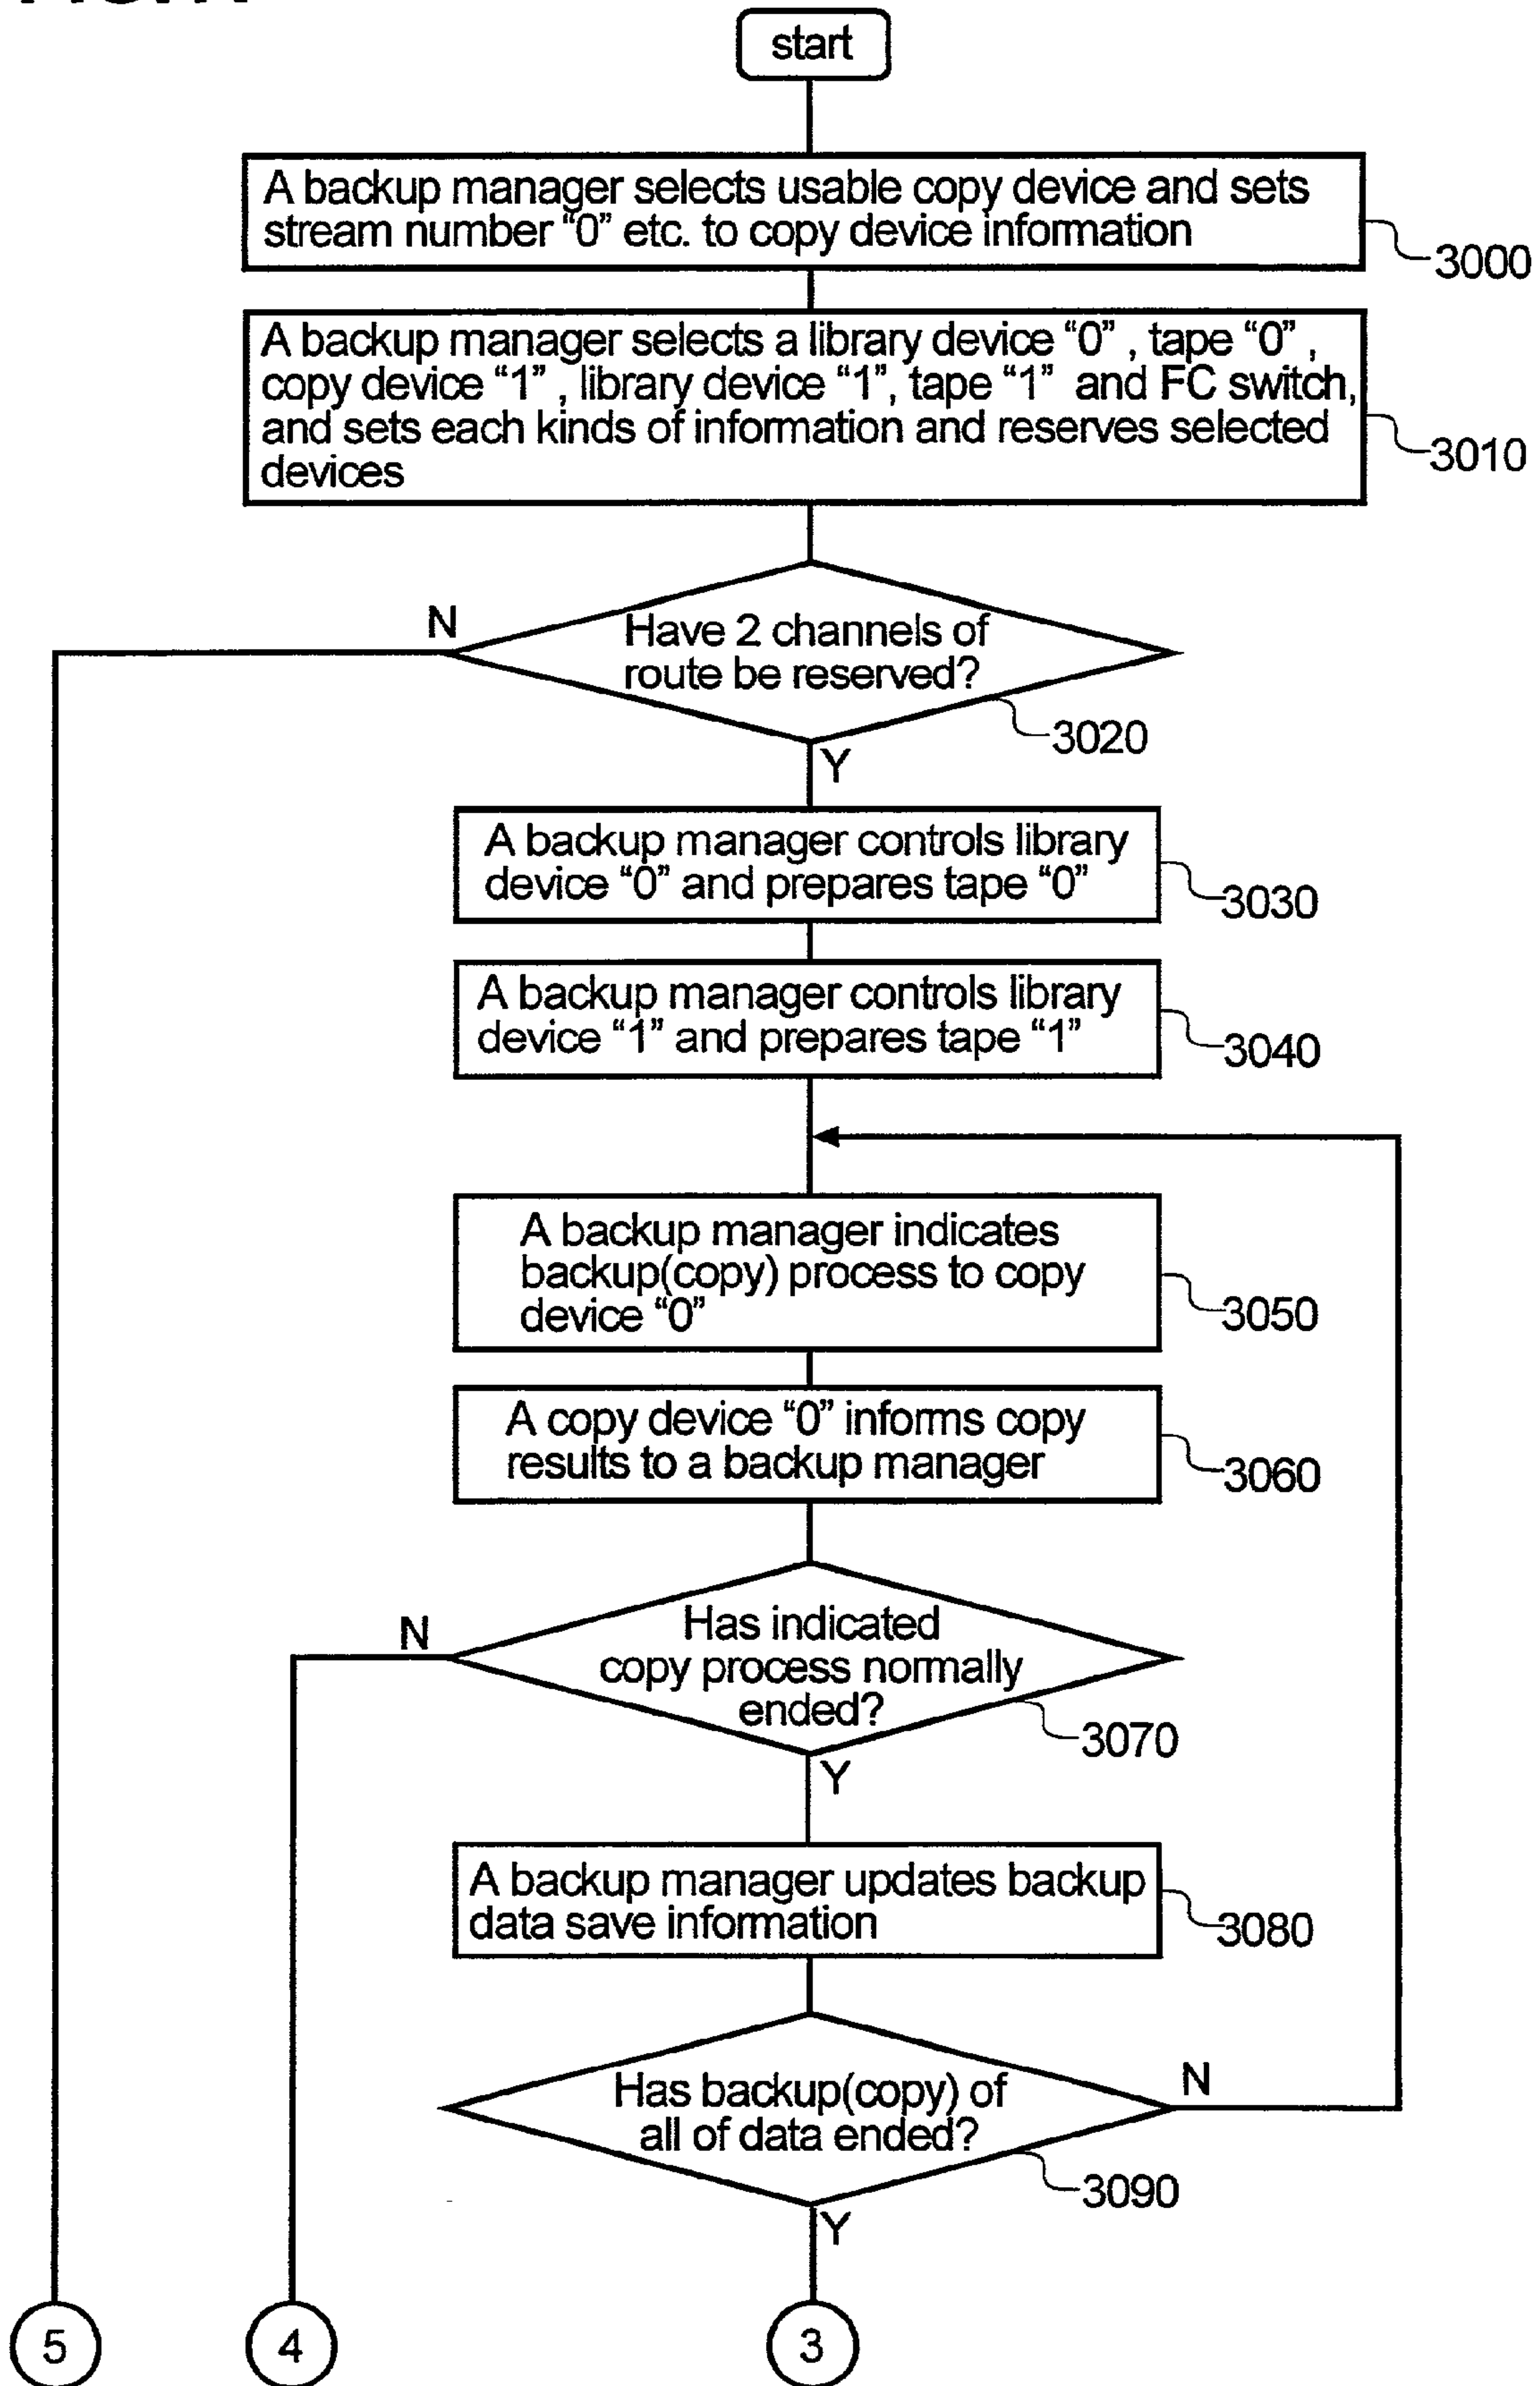 start
A backup manager selects usable copy device and sets
stream number “0” etc. to copy device information
3000
A backup manager selects a library device “0” , tape “0” ,
copy device “1” , library device “1”, tape “1” and FC switch,
and sets each kinds of information and reserves selected
devices
3010
N
Have 2 channels of
route be reserved?
3020
Y
A backup manager controls library
device “0” and prepares tape “0”
3030
A backup manager controls library
device “1” and prepares tape “1”
3040
A backup manager indicates
backup(copy) process to copy
device “0”
3050
A copy device “0” informs copy
results to a backup manager
3060
N
Has indicated
copy process normally
ended?
3070
Y
A backup manager updates backup
data save information
3080
Has backup(copy) of
all of data ended?
N
3090
Y
5
4
3